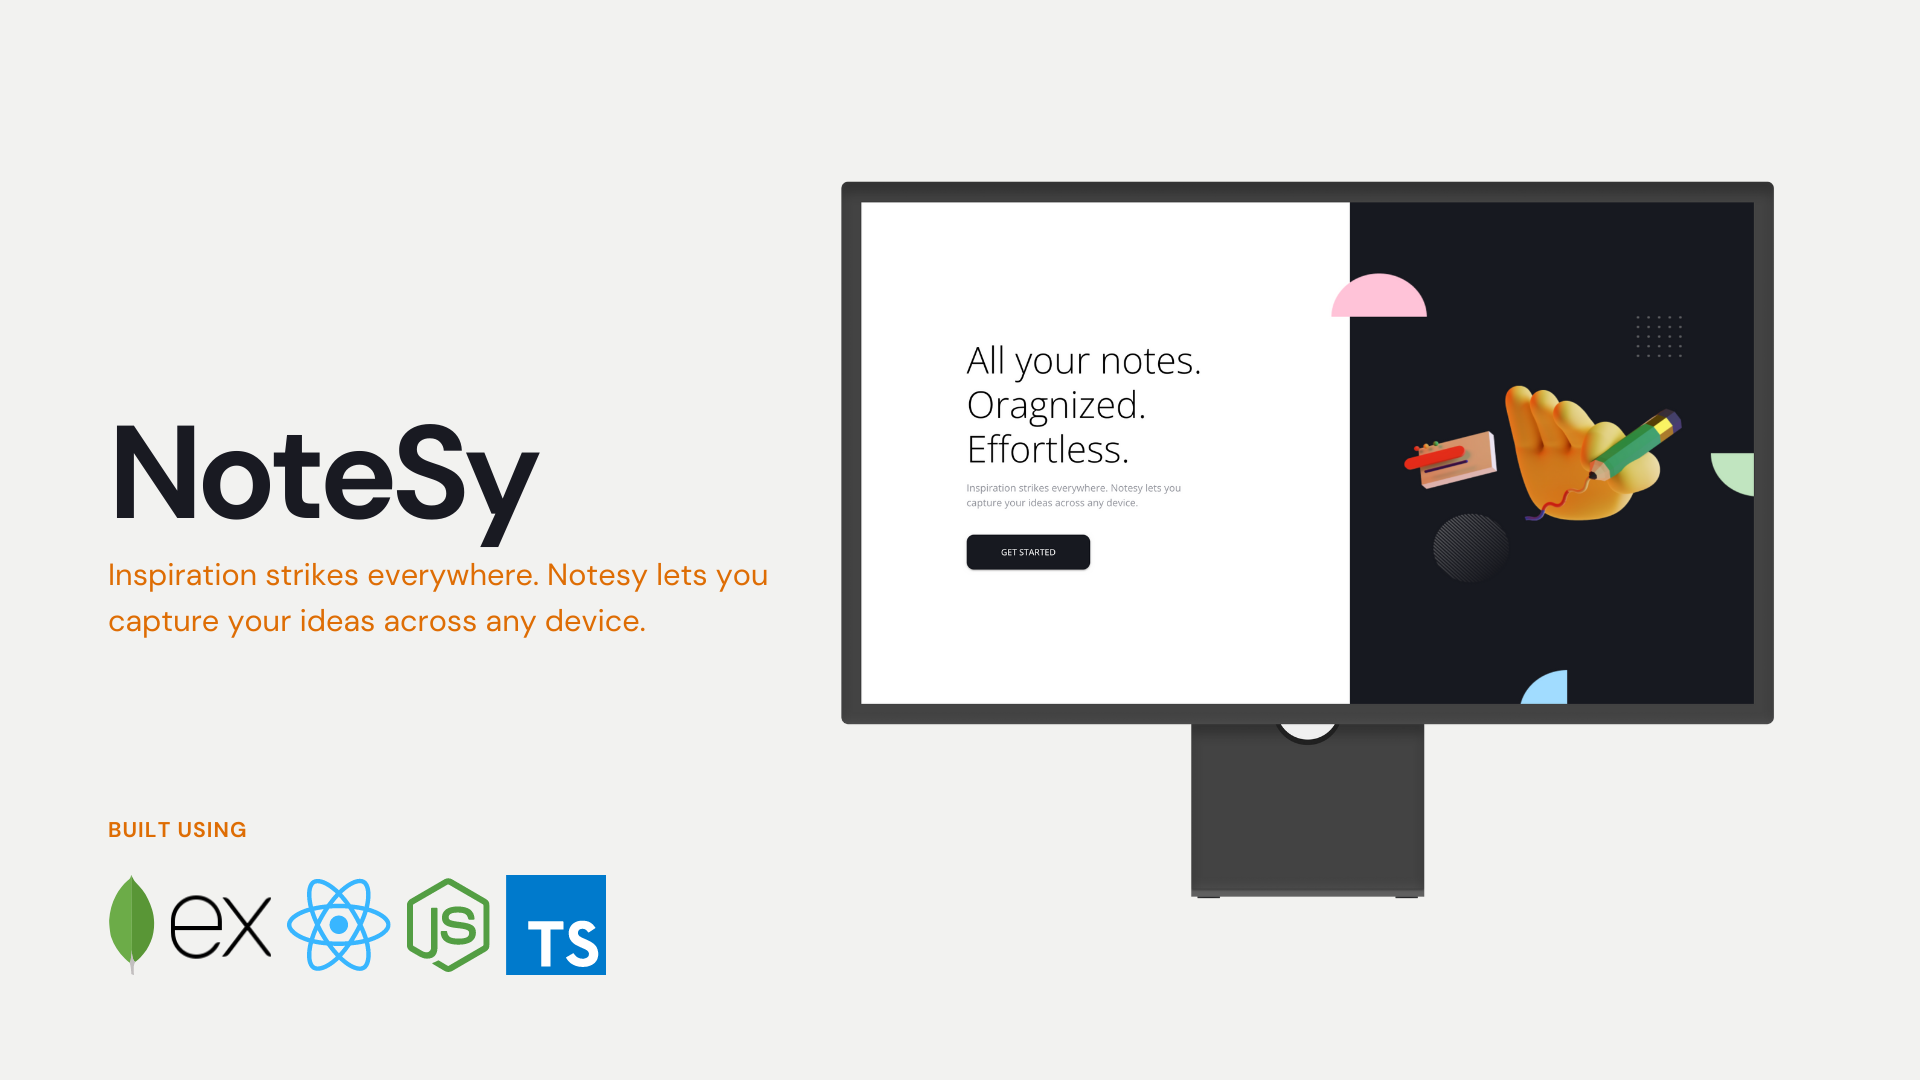 NoteSy
Inspiration strikes everywhere. Notesy lets you
capture your ideas across any device.
BUILT USING
ex
JS
TS
All your notes.
Oragnized.
Effortless.
Inspiration strikes everywhere. Notesy lets you
capture your ideas across any device.
GET STARTED